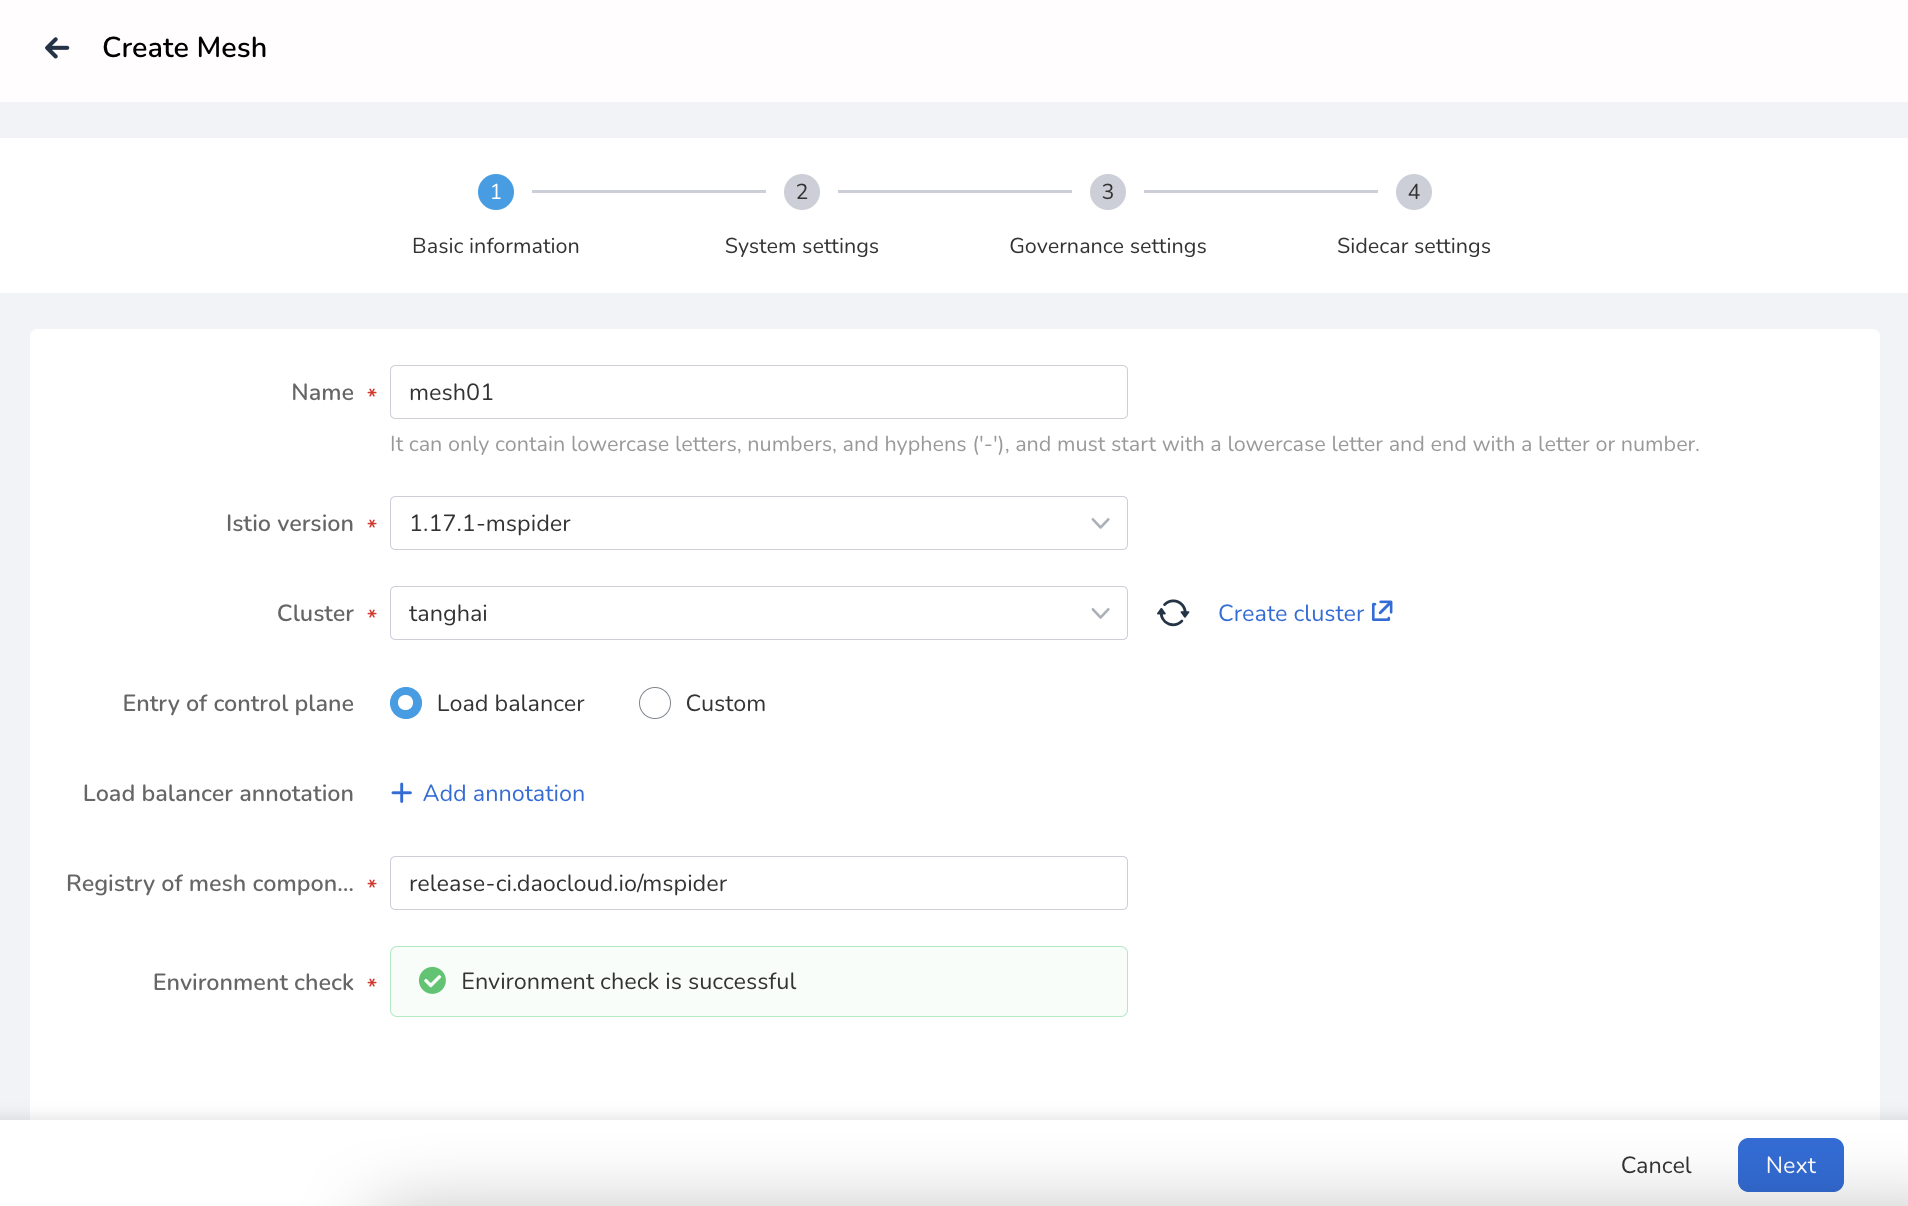 Create Mesh
1 2 3 4
Basic information System settings Governance settings Sidecar settings
Name * mesh01
It can only contain lowercase letters, numbers, and hyphens ('-'), and must start with a lowercase letter and end with a letter or number.
Istio version * 1.17.1-mspider
Cluster * tanghai Create cluster
Entry of control plane Load balancer Custom
Load balancer annotation + Add annotation
Registry of mesh compon... * release-ci.daocloud.io/mspider
Environment check * Environment check is successful
Cancel Next